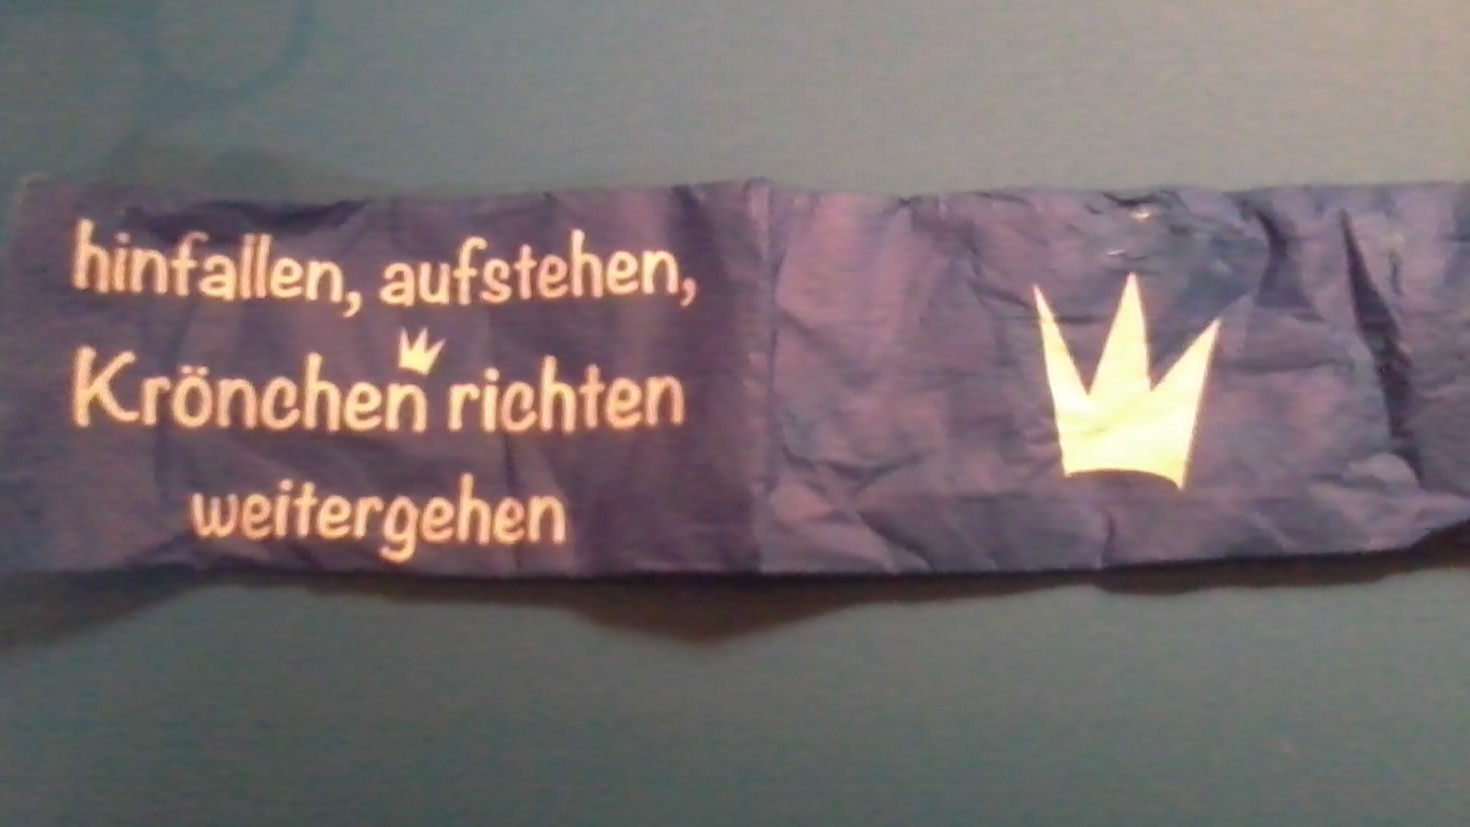 hinfallen, aufstehen,
Krönchen richten
weitergehen